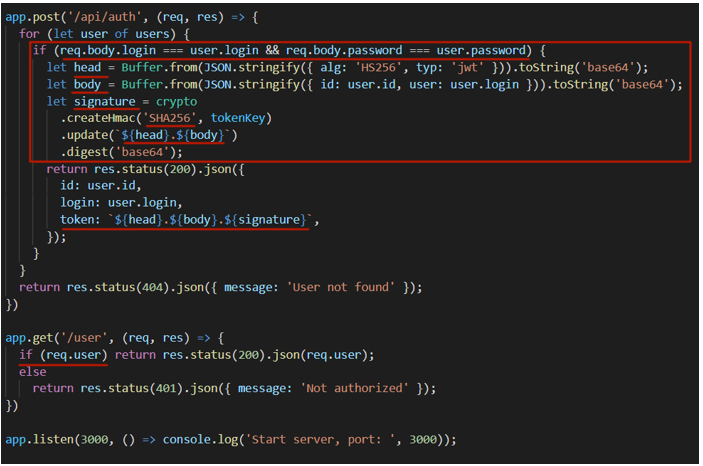 app.post('/api/auth', (req, res) => {
  for (let user of users) {
    if (req.body.login === user.login && req.body.password === user.password) {
      let head = Buffer.from(JSON.stringify({ alg: 'HS256', typ: 'jwt' })).toString('base64');
      let body = Buffer.from(JSON.stringify({ id: user.id, user: user.login })).toString('base64');
      let signature = crypto
        .createHmac('SHA256', tokenKey)
        .update(`${head}.${body}`)
        .digest('base64');
      return res.status(200).json({
        id: user.id,
        login: user.login,
        token: `${head}.${body}.${signature}`,
      });
    }
  }
  return res.status(404).json({ message: 'User not found' });
})
app.get('/user', (req, res) => {
  if (req.user) return res.status(200).json(req.user);
  else
    return res.status(401).json({ message: 'Not authorized' });
})
app.listen(3000, () => console.log('Start server, port: ', 3000));